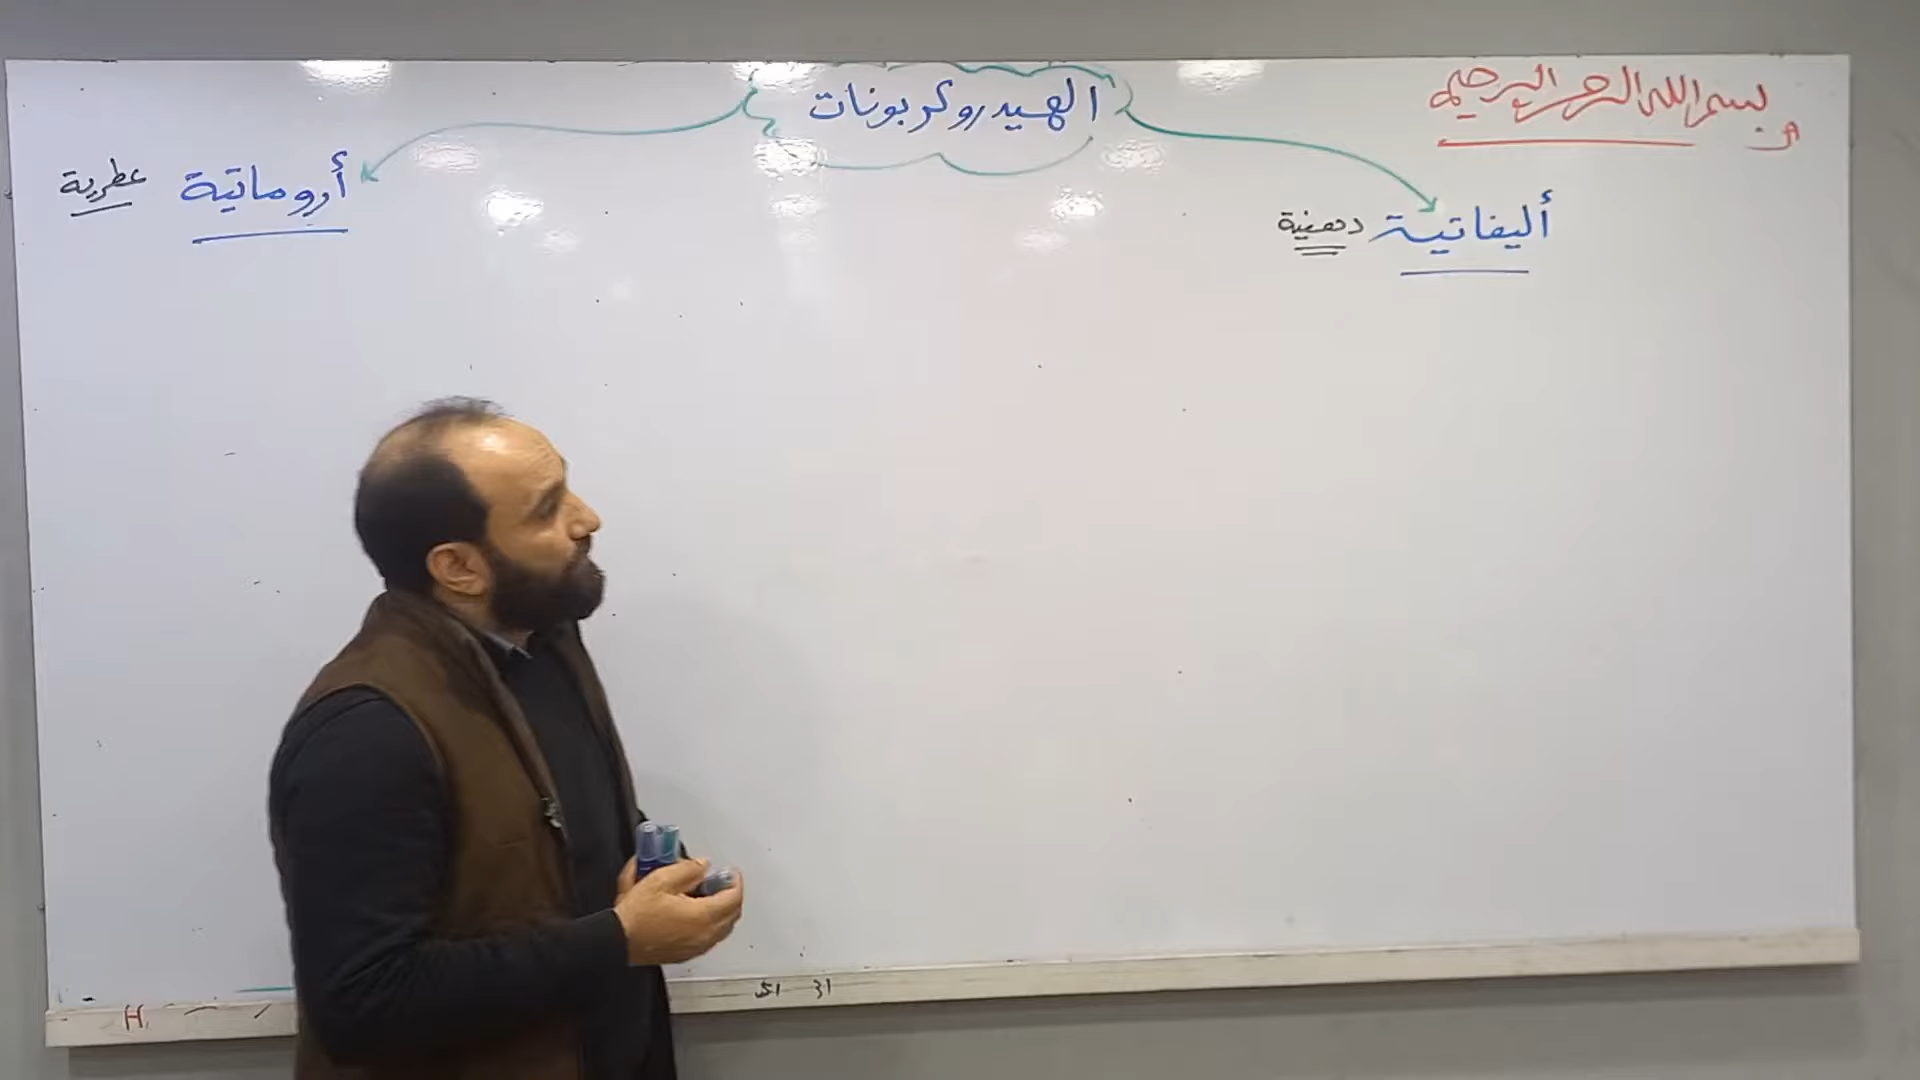 بسم الله الرحمن الرحيم
الهيدروكربونات
أليفاتية دهنية
أروماتية عطرية
H